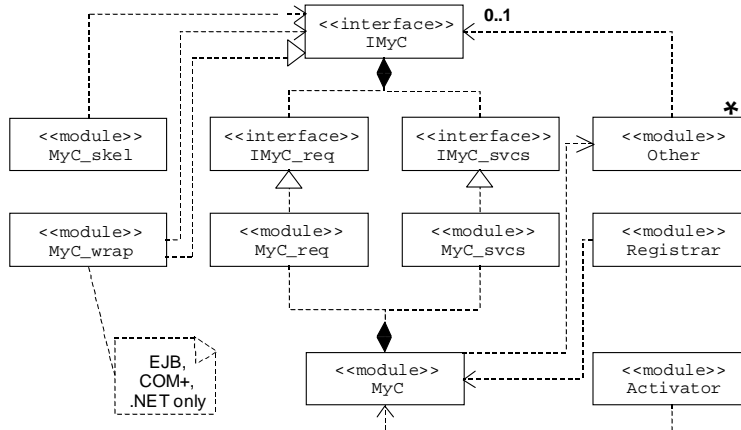 <<interface>>
IMyC
0..1
<<module>>
MyC_skel
<<interface>>
IMyC_req
<<interface>>
IMyC_svcs
*
<<module>>
Other
<<module>>
MyC_wrap
<<module>>
MyC_req
<<module>>
MyC_svcs
<<module>>
Registrar
EJB,
COM+,
.NET only
<<module>>
MyC
<<module>>
Activator